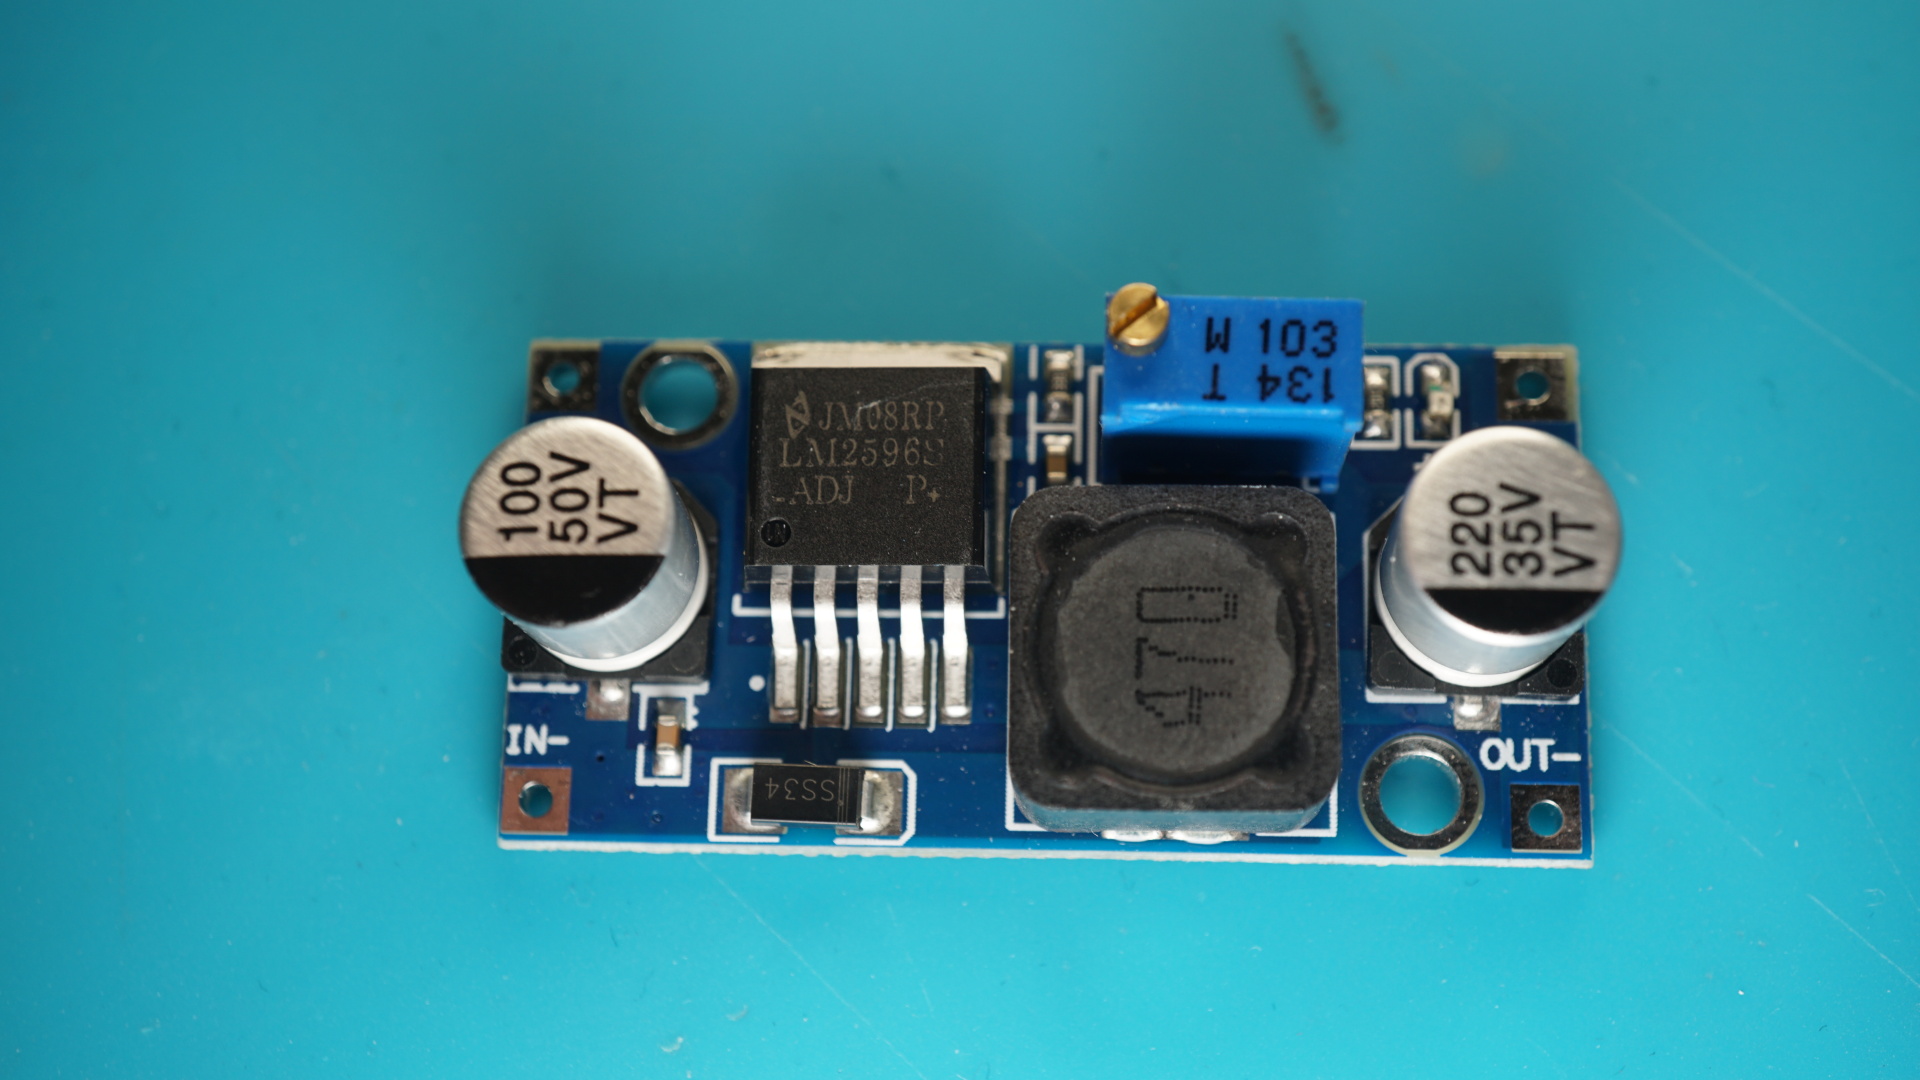 100
50V
VT
JM08RP
LM2596S
-ADJ P+
W 103
134 T
470
220
35V
VT
IN-
SS34
OUT-